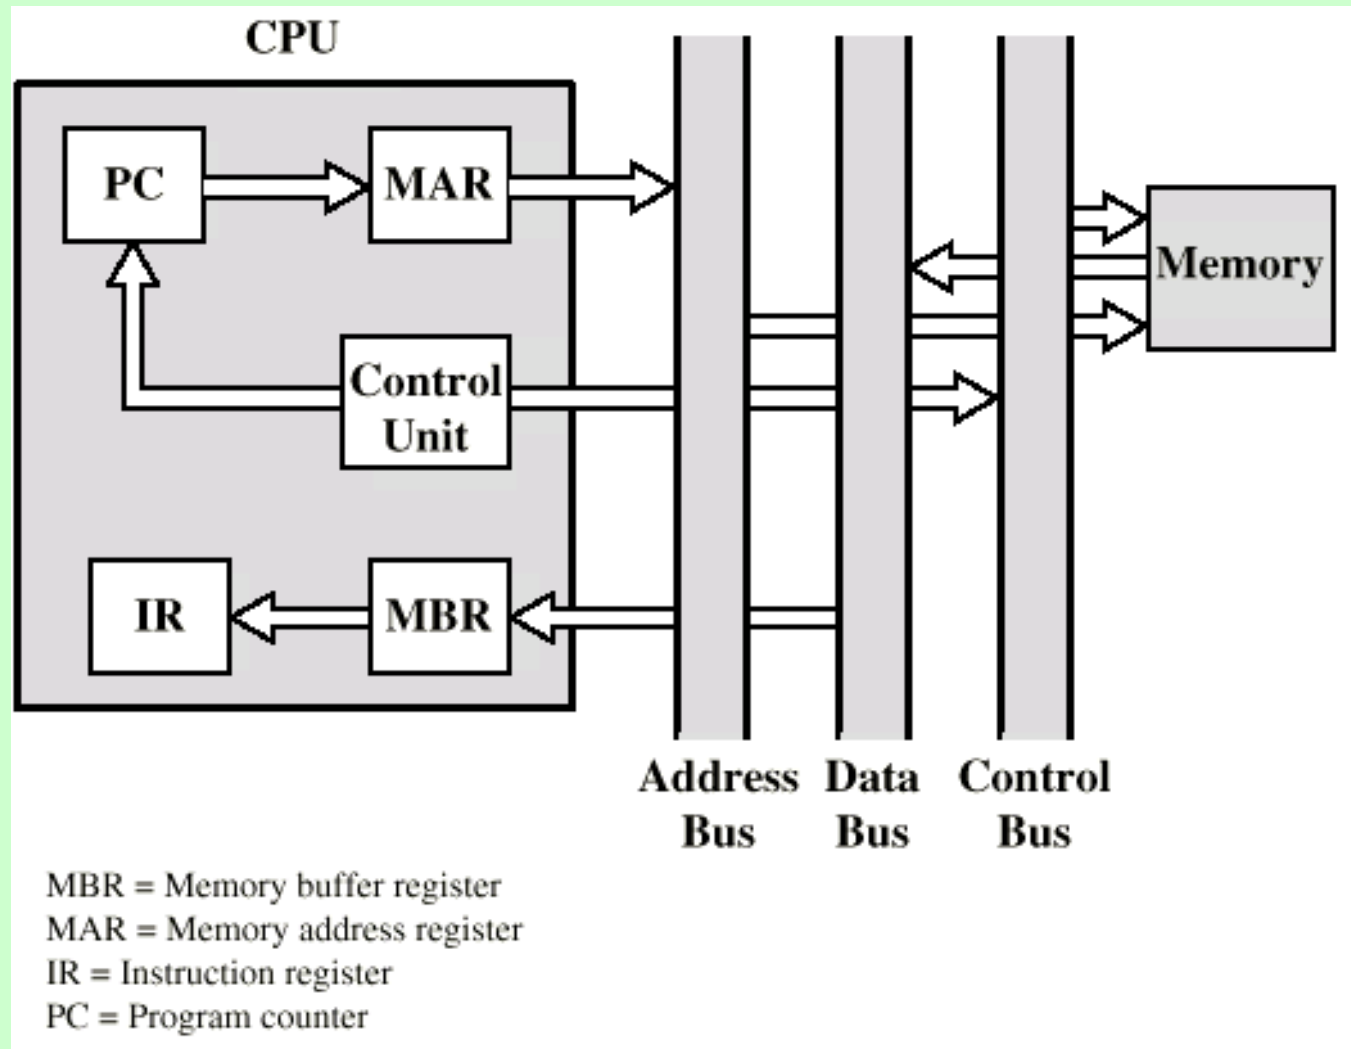 CPU
PC
MAR
Memory
Control
Unit
IR
MBR
Address
Bus
Data
Bus
Control
Bus
MBR = Memory buffer register
MAR = Memory address register
IR = Instruction register
PC = Program counter